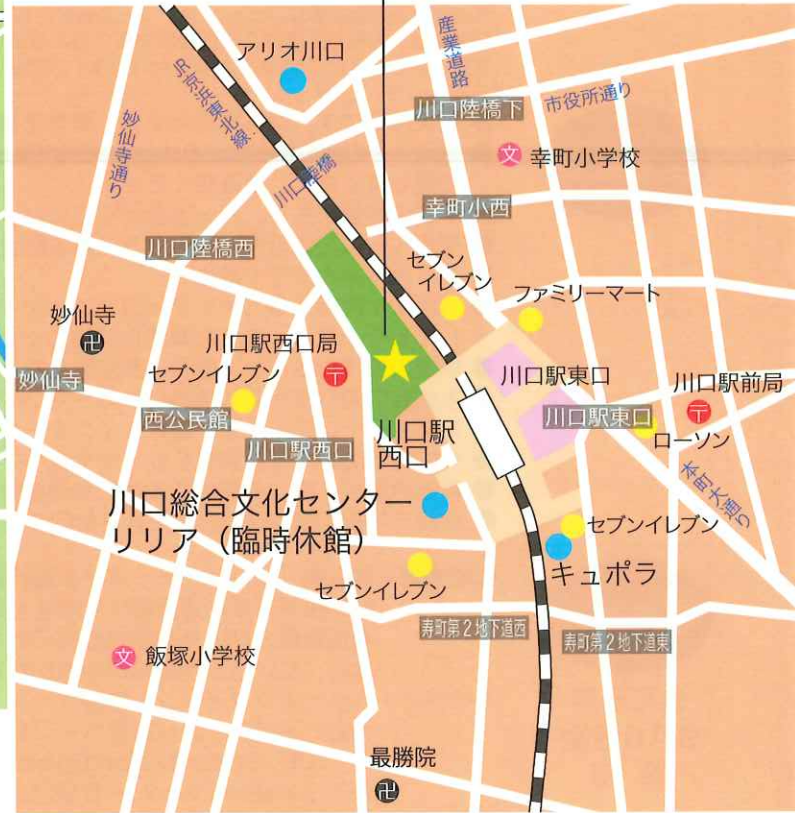 アリオ川口
産業道路
JR京浜東北線
川口陸橋下
市役所通り
妙仙寺通り
幸町小学校
川口陸橋
幸町小西
川口陸橋西
セブン
イレブン
ファミリーマート
妙仙寺
川口駅西口局
妙仙寺
セブンイレブン
川口駅東口
川口駅前局
西公民館
川口駅東口
川口駅西口
川口駅
西口
ローソン
本町大通り
川口総合文化センター
リリア（臨時休館）
セブンイレブン
キュポラ
セブンイレブン
寿町第2地下道西
寿町第2地下道東
飯塚小学校
最勝院